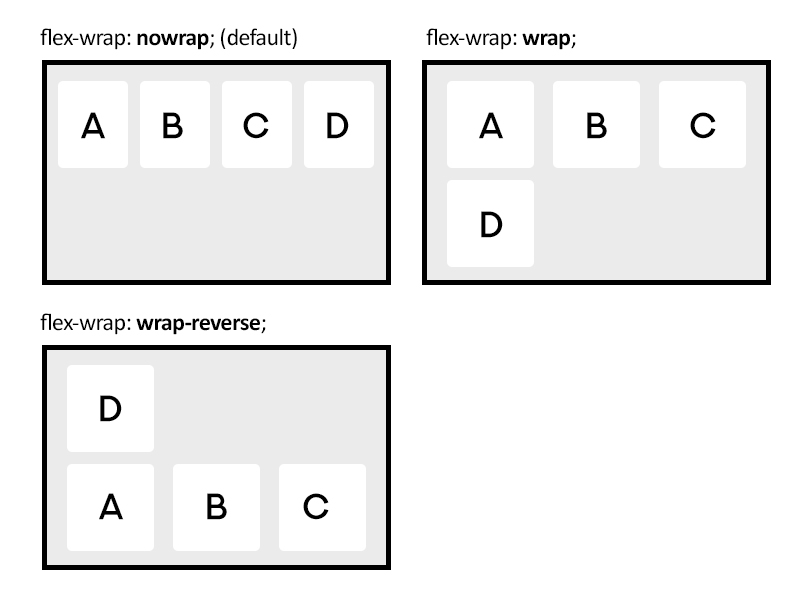 flex-wrap: nowrap; (default)
A B C D
flex-wrap: wrap;
A B C
D
flex-wrap: wrap-reverse;
D
A B C